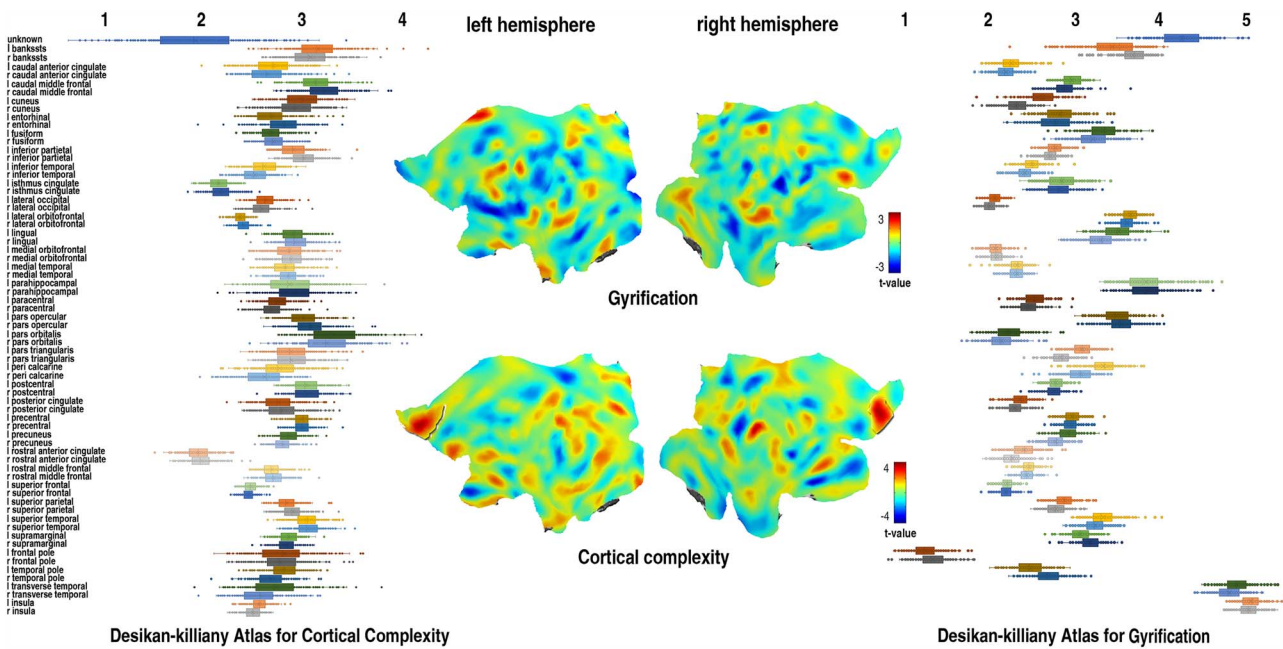 1 2 3 4
left hemisphere
right hemisphere
1 2 3 4 5
unknown
l bankssts
r bankssts
l caudal anterior cingulate
r caudal anterior cingulate
l caudal middle frontal
r caudal middle frontal
l cuneus
r cuneus
l entorhinal
r entorhinal
l fusiform
r fusiform
l inferior partietal
r inferior partietal
l inferior temporal
r inferior temporal
l isthmus cingulate
r isthmus cingulate
l lateral occipital
r lateral occipital
l lateral orbitofrontal
r lateral orbitofrontal
l lingual
r lingual
l medial orbitofrontal
r medial orbitofrontal
l medial temporal
r medial temporal
l parahippocampal
r parahippocampal
l paracentral
r paracentral
l pars opercular
r pars opercular
l pars orbitalis
r pars orbitalis
l pars triangularis
r pars triangularis
l peri calcarine
r peri calcarine
l postcentral
r postcentral
l posterior cingulate
r posterior cingulate
l precentral
r precentral
l precuneus
r precuneus
l rostral anterior cingulate
r rostral anterior cingulate
l rostral middle frontal
r rostral middle frontal
l superior frontal
r superior frontal
l superior parietal
r superior parietal
l superior temporal
r superior temporal
l supramarginal
r supramarginal
l frontal pole
r frontal pole
l temporal pole
r temporal pole
l transverse temporal
r transverse temporal
l insula
r insula
3
-3
t-value
Gyrification
4
-4
t-value
Cortical complexity
Desikan-killiany Atlas for Cortical Complexity
Desikan-killiany Atlas for Gyrification